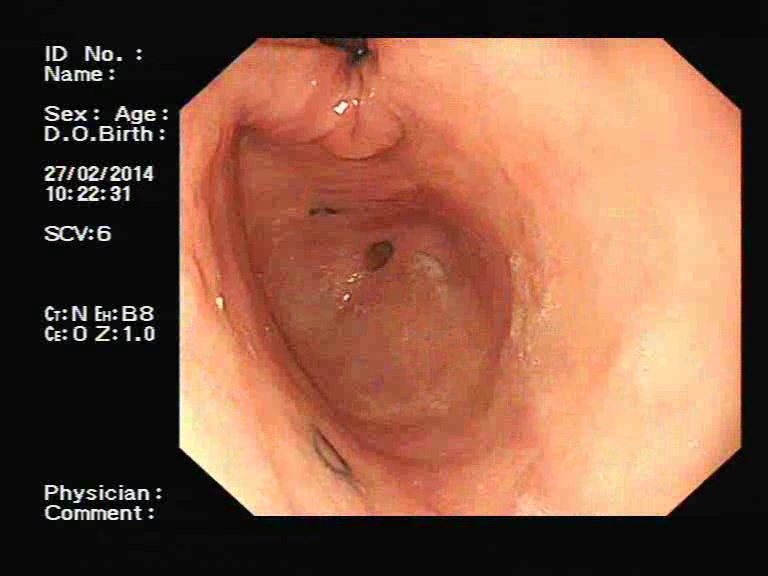 ID No. :
Name:
Sex: Age:
D.O.Birth:
27/02/2014
10:22:31
SCV:6
CT:N EH:B8
CE:0 Z:1.0
Physician:
Comment: